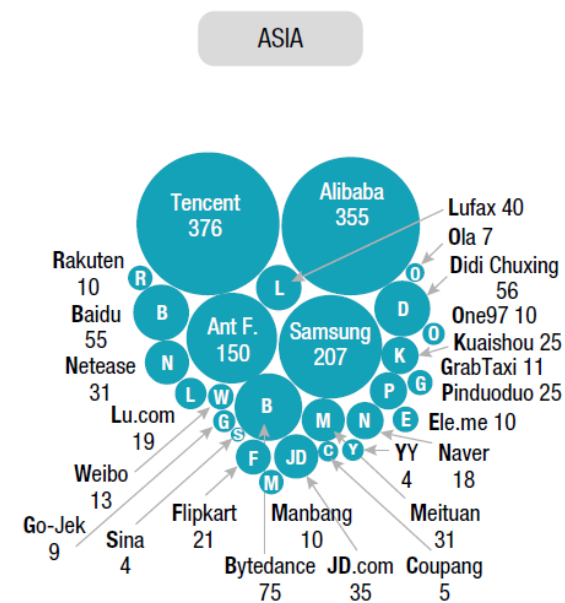 ASIA
Tencent
376
Alibaba
355
Lufax 40
Ola 7
Didi Chuxing
56
One97 10
Kuaishou 25
GrabTaxi 11
Pinduoduo 25
Ele.me 10
Naver
18
YY
4
Meituan
31
Coupang
5
JD.com
35
Manbang
10
Bytedance
75
Flipkart
21
Sina
4
Go-Jek
9
Weibo
13
Lu.com
19
Netease
31
Baidu
55
Rakuten
10
Ant F.
150
Samsung
207
R
B
N
L
L
W
G
S
B
F
M
JD
C
Y
M
N
E
P
G
K
O
D
O